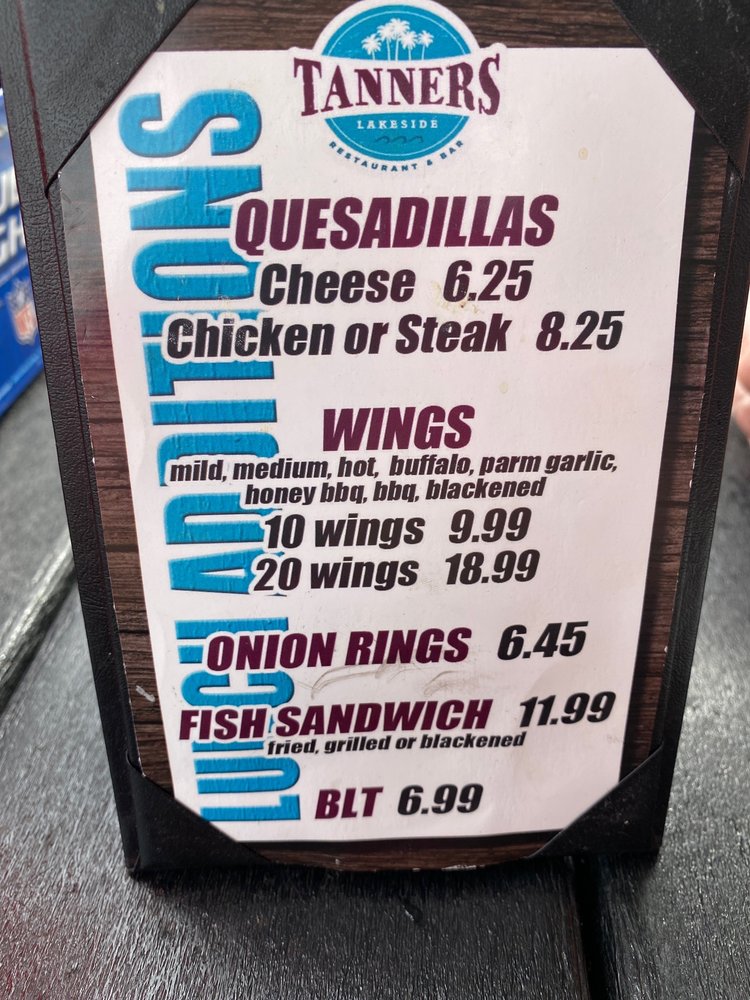 TANNERS
LAKESIDE
RESTAURANT & BAR
LUNCH ADDITIONS
QUESADILLAS
Cheese 6.25
Chicken or Steak 8.25
WINGS
mild, medium, hot, buffalo, parm garlic,
honey bbq, bbq, blackened
10 wings 9.99
20 wings 18.99
ONION RINGS 6.45
FISH SANDWICH 11.99
fried, grilled or blackened
BLT 6.99
NFL